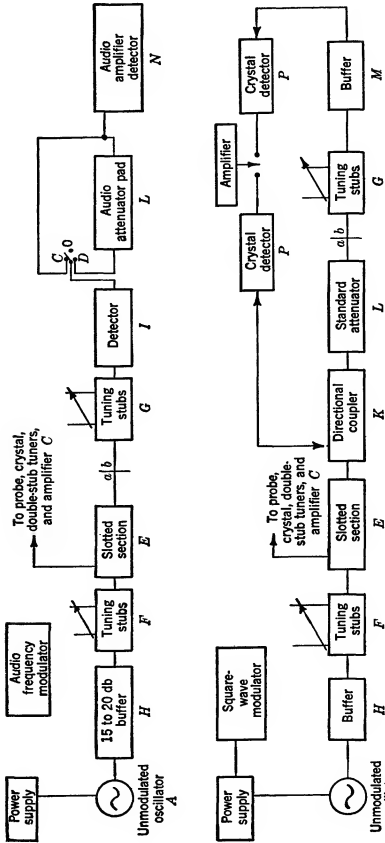 Power
supply
Unmodulated
oscillator
A
Audio
frequency
modulator
15 to 20 db
buffer
H
Tuning
stubs
F
To probe, crystal,
double-stub tuners,
and amplifier C
Slotted
section
E
a b
Tuning
stubs
G
Detector
I
C
O
D
Audio
attenuator pad
L
Audio
amplifier
detector
N
Power
supply
Unmodulated
Square-
wave
modulator
Buffer
H
Tuning
stubs
F
To probe,
crystal, double-
stub tuners, and
amplifier C
Slotted
section
E
Directional
coupler
K
Standard
attenuator
L
a b
Tuning
stubs
G
Buffer
M
Crystal
detector
P
Amplifier
Crystal
detector
P